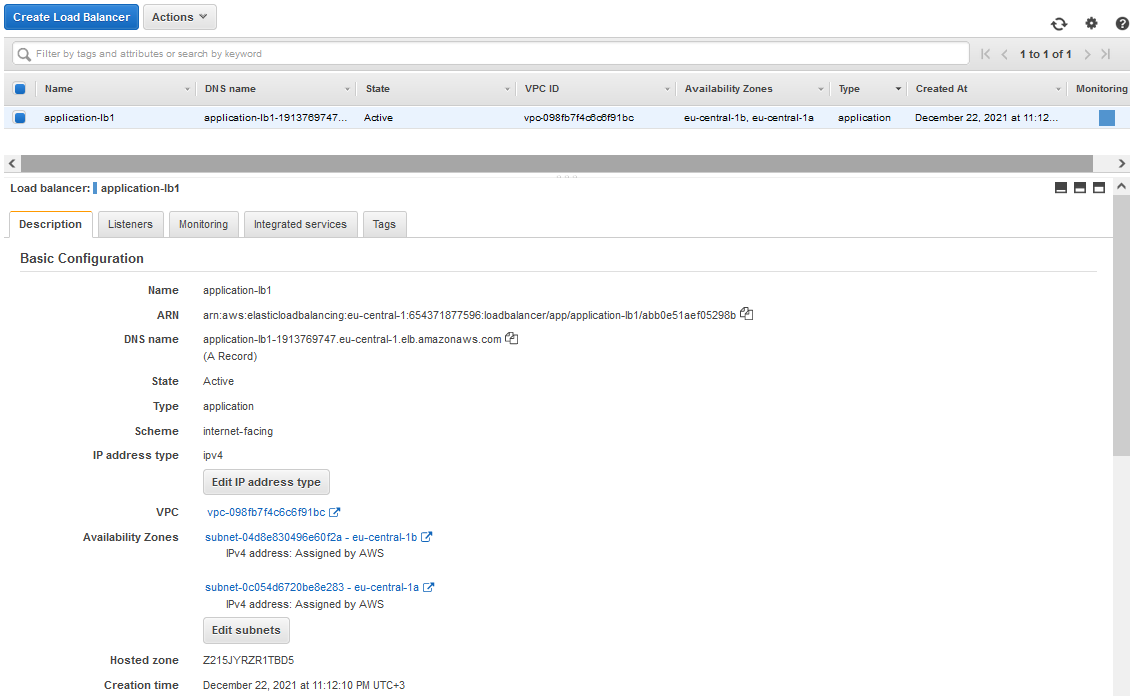 Create Load Balancer Actions
Filter by tags and attributes or search by keyword 1 to 1 of 1
Name DNS name State VPC ID Availability Zones Type Created At Monitoring
application-lb1 application-lb1-1913769747... Active vpc-098fb7f4c6c6f91bc eu-central-1b, eu-central-1a application December 22, 2021 at 11:12...
Load balancer: application-lb1
Description Listeners Monitoring Integrated services Tags
Basic Configuration
Name application-lb1
ARN arn:aws:elasticloadbalancing:eu-central-1:654371877596:loadbalancer/app/application-lb1/abb0e51aef05298b
DNS name application-lb1-1913769747.eu-central-1.elb.amazonaws.com
(A Record)
State Active
Type application
Scheme internet-facing
IP address type ipv4
Edit IP address type
VPC vpc-098fb7f4c6c6f91bc
Availability Zones subnet-04d8e830496e60f2a - eu-central-1b
IPv4 address: Assigned by AWS
subnet-0c054d6720be8e283 - eu-central-1a
IPv4 address: Assigned by AWS
Edit subnets
Hosted zone Z215JYRZR1TBD5
Creation time December 22, 2021 at 11:12:10 PM UTC+3